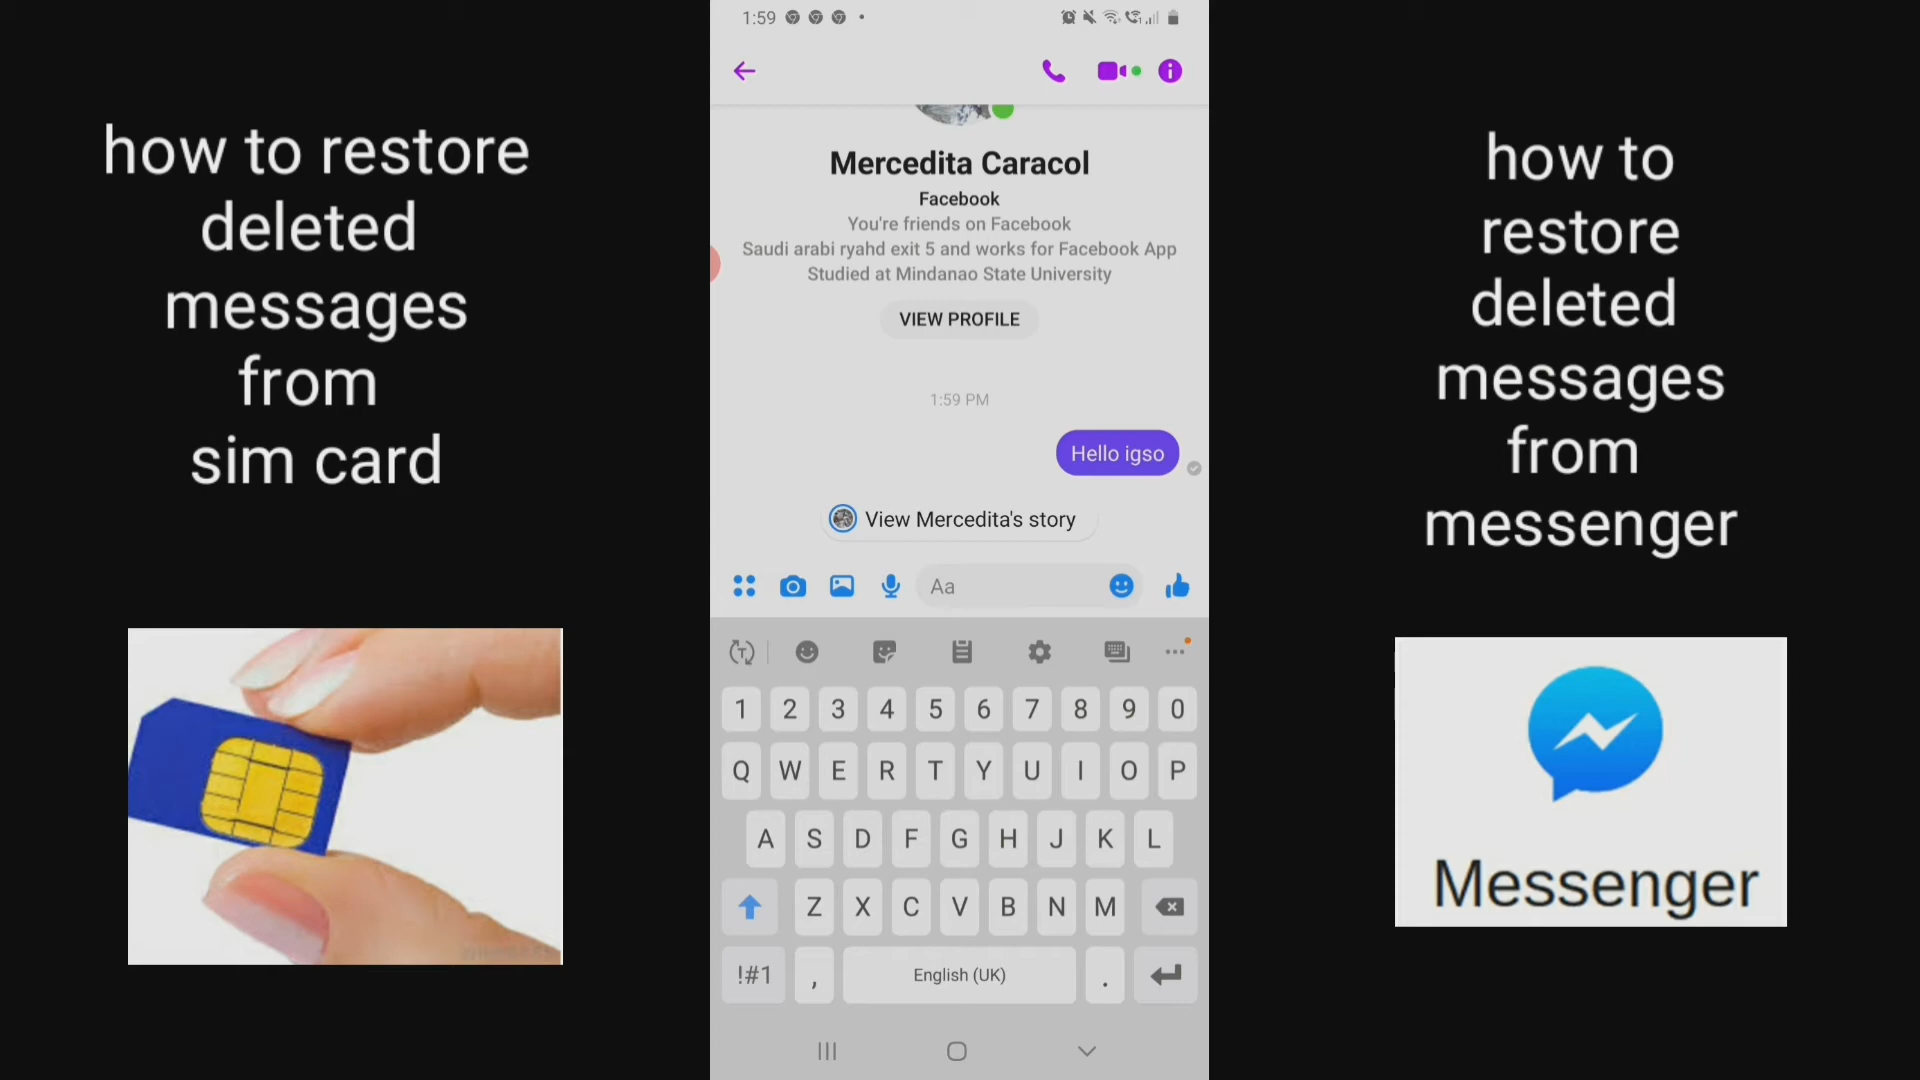 how to restore
deleted
messages
from
sim card
1:59
Mercedita Caracol
Facebook
You're friends on Facebook
Saudi arabi ryahd exit 5 and works for Facebook App
Studied at Mindanao State University
VIEW PROFILE
1:59 PM
Hello igso
View Mercedita's story
Aa
1 2 3 4 5 6 7 8 9 0
Q W E R T Y U I O P
A S D F G H J K L
Z X C V B N M
!#1 , English (UK) .
how to
restore
deleted
messages
from
messenger
Messenger